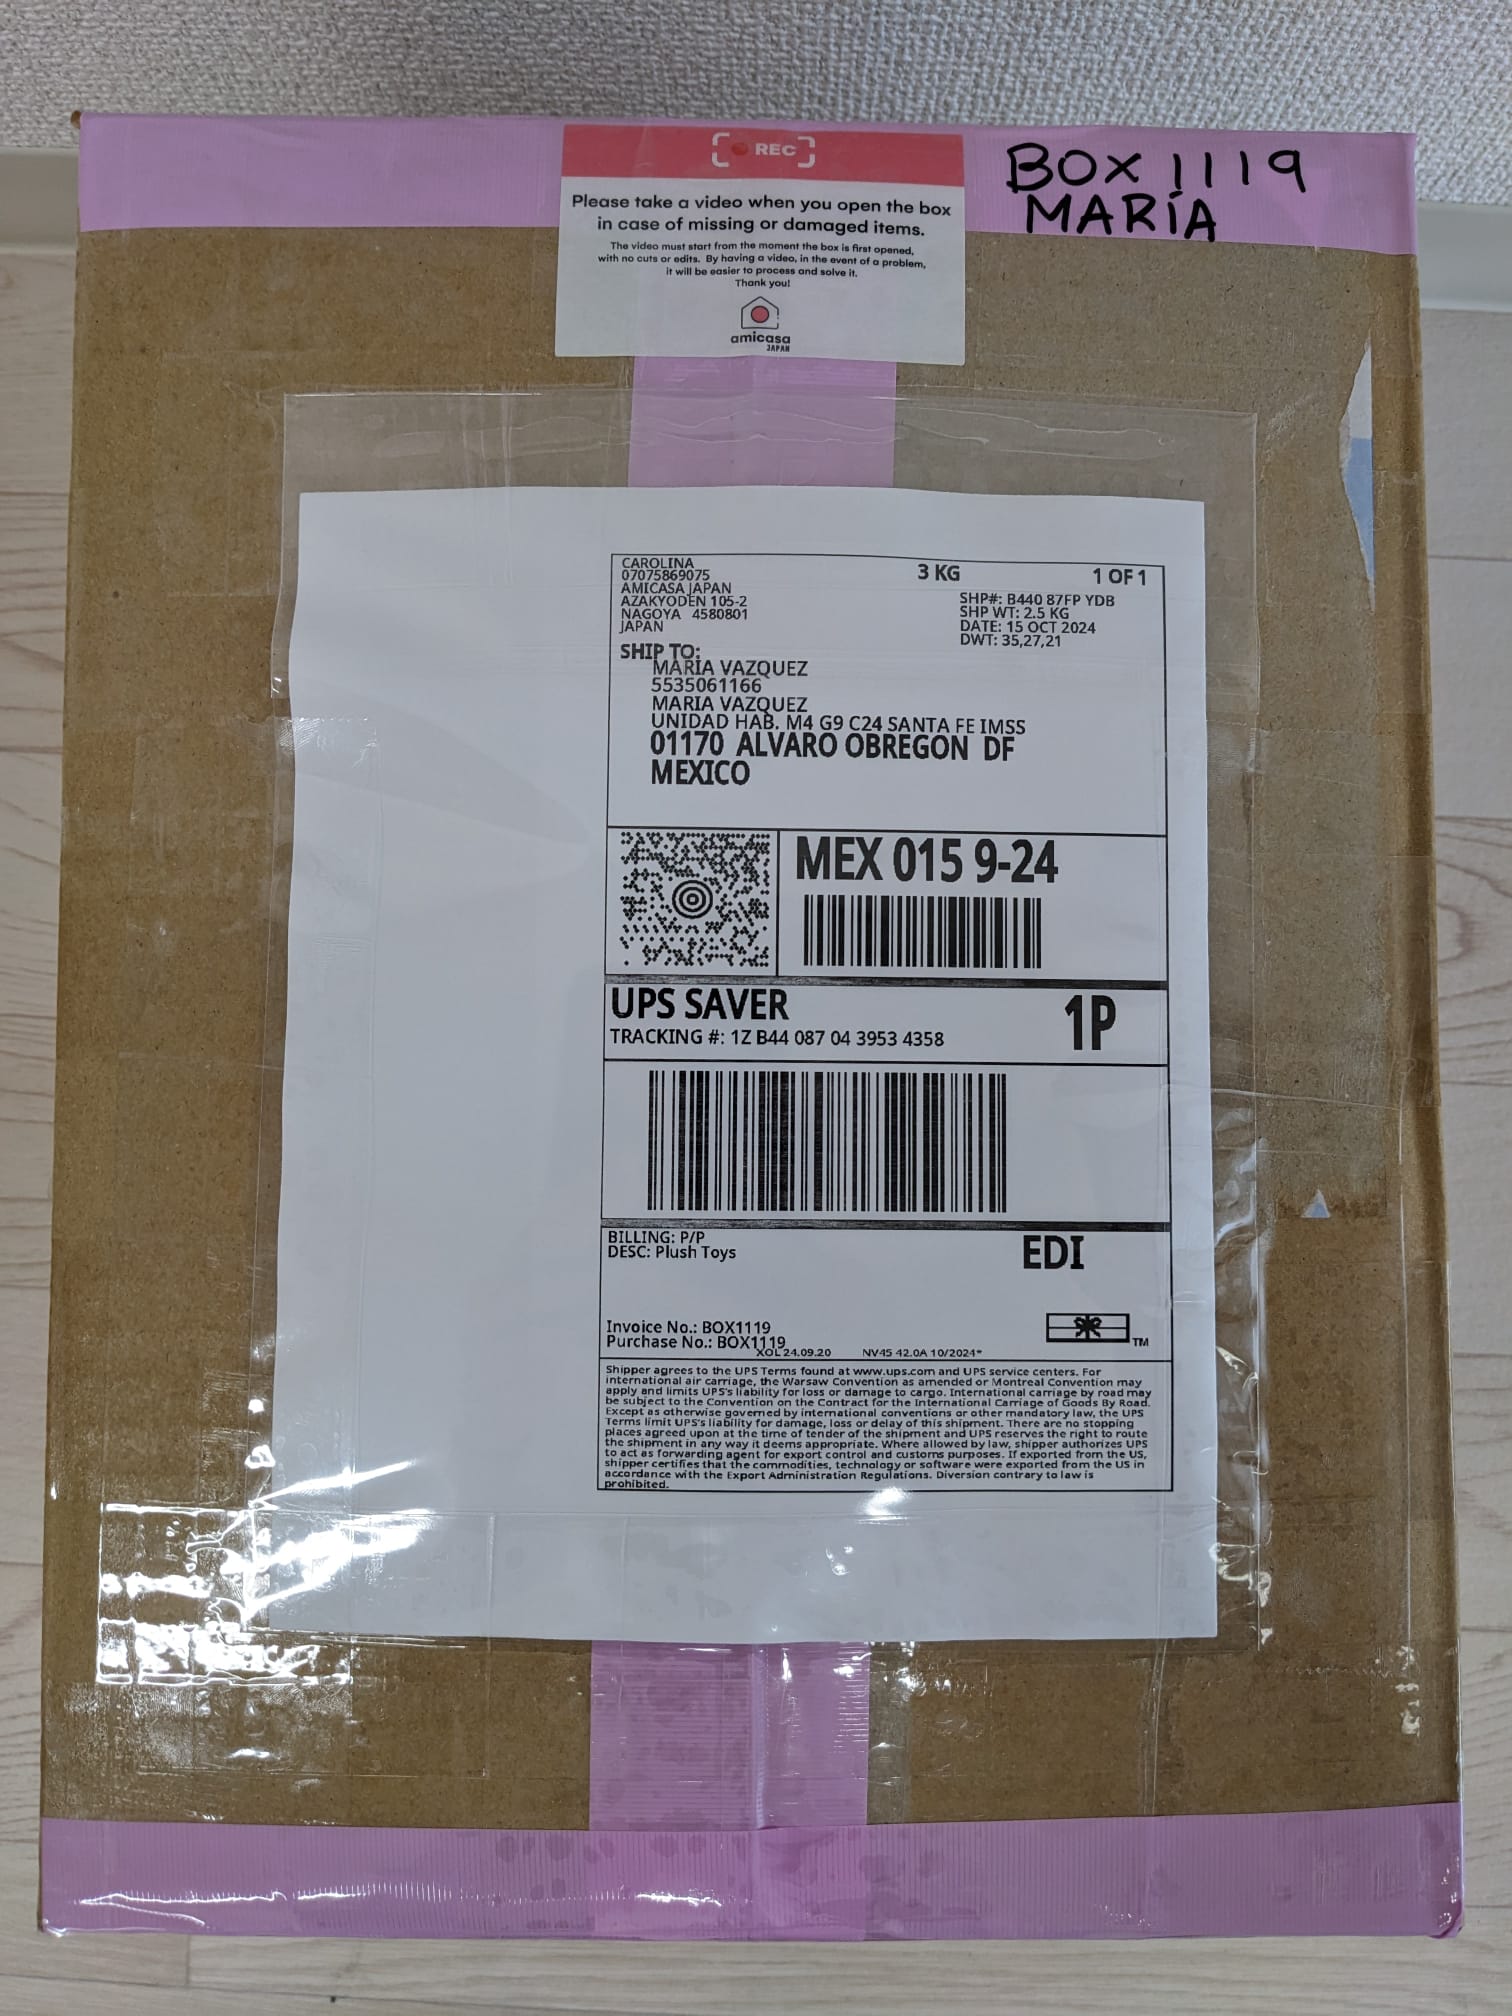 REC
Please take a video when you open the box
in case of missing or damaged items.
The video must start from the moment the box is first opened,
with no cuts or edits. By having a video, in the event of a problem,
it will be easier to process and solve it.
Thank you!
amicasa
JAPAN
BOX 1119
MARÍA
CAROLINA
07075869075
AMICASA JAPAN
AZAKYODEN 105-2
NAGOYA 4580801
JAPAN
3 KG
1 OF 1
SHP#: B440 87FP YDB
SHP WT: 2.5 KG
DATE: 15 OCT 2024
DWT: 35,27,21
SHIP TO:
MARIA VAZQUEZ
5535061166
MARIA VAZQUEZ
UNIDAD HAB. M4 G9 C24 SANTA FE IMSS
01170 ALVARO OBREGON DF
MEXICO
MEX 015 9-24
UPS SAVER
TRACKING #: 1Z B44 087 04 3953 4358
1P
BILLING: P/P
DESC: Plush Toys
EDI
Invoice No.: BOX1119
Purchase No.: BOX1119
TM
XOL 24.09.20 NV45 42.0A 10/2024*
Shipper agrees to the UPS Terms found at www.ups.com and UPS service centers. For
international air carriage, the Warsaw Convention as amended or Montreal Convention may
apply and limits UPS's liability for loss or damage to cargo. International carriage by road may
be subject to the Convention on the Contract for the International Carriage of Goods By Road.
Except as otherwise governed by international conventions or other mandatory law, the UPS
Terms limit UPS's liability for damage, loss or delay of this shipment. There are no stopping
places agreed upon at the time of tender of the shipment and UPS reserves the right to route
the shipment in any way it deems appropriate. Where allowed by law, shipper authorizes UPS
to act as forwarding agent for export control and customs purposes. If exported from the US,
shipper certifies that the commodities, technology or software were exported from the US in
accordance with the Export Administration Regulations. Diversion contrary to law is
prohibited.